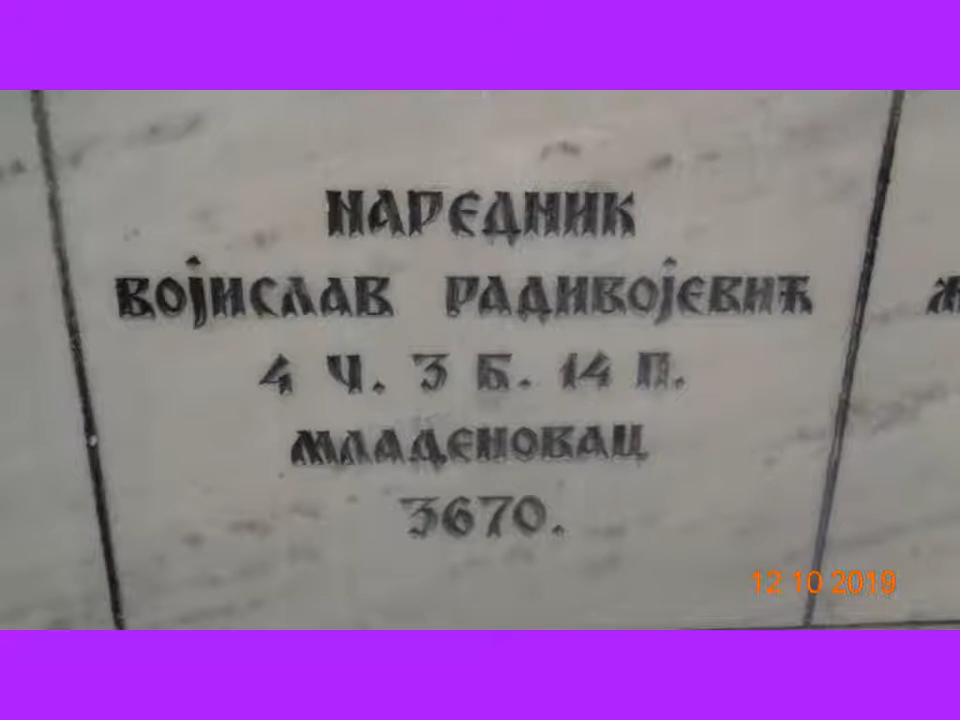 НАРЕДНИК
ВОЈИСЛАВ РАДИВОЈЕВИЋ
4 Ч. 3 Б. 14 П.
МЛАДЕНОВАЦ
3670.
12 10 2019